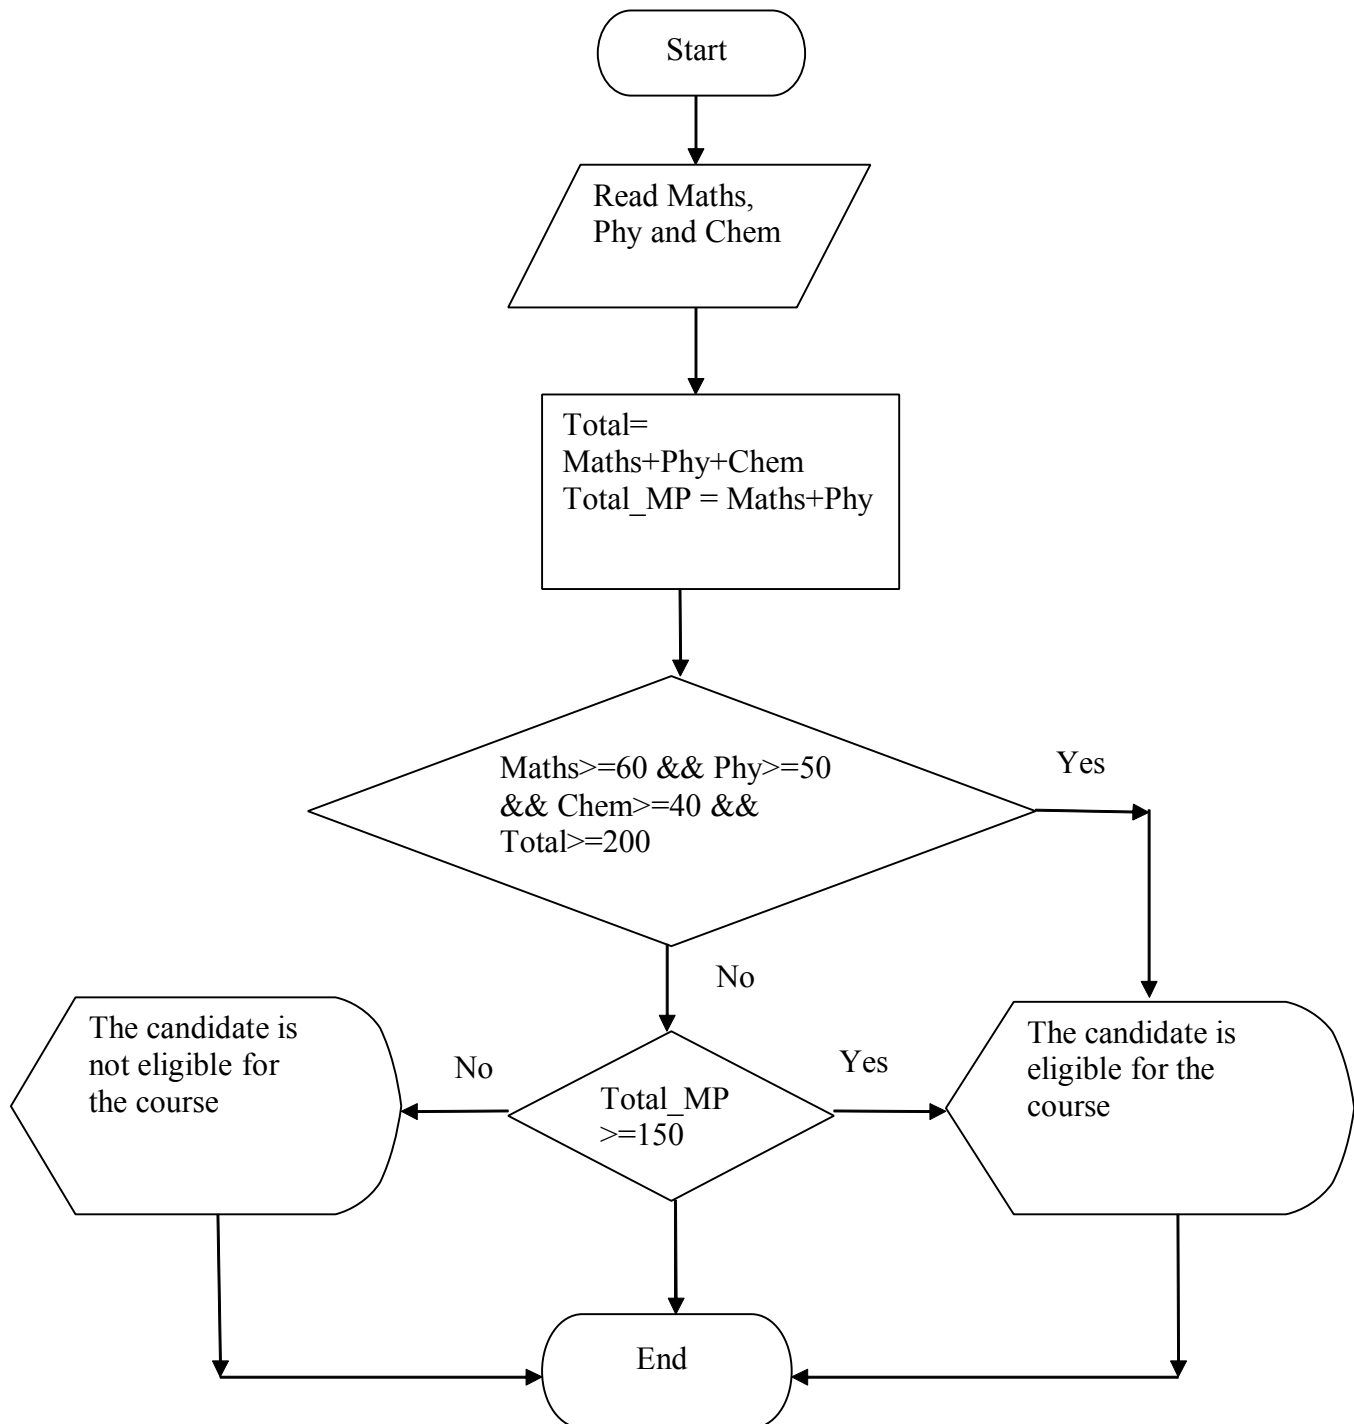 Start
Read Maths,
Phy and Chem
Total=
Maths+Phy+Chem
Total_MP = Maths+Phy
Maths>=60 && Phy>=50
&& Chem>=40 &&
Total>=200
Yes
No
The candidate is
not eligible for
the course
No
Total_MP
>=150
Yes
The candidate is
eligible for the
course
End